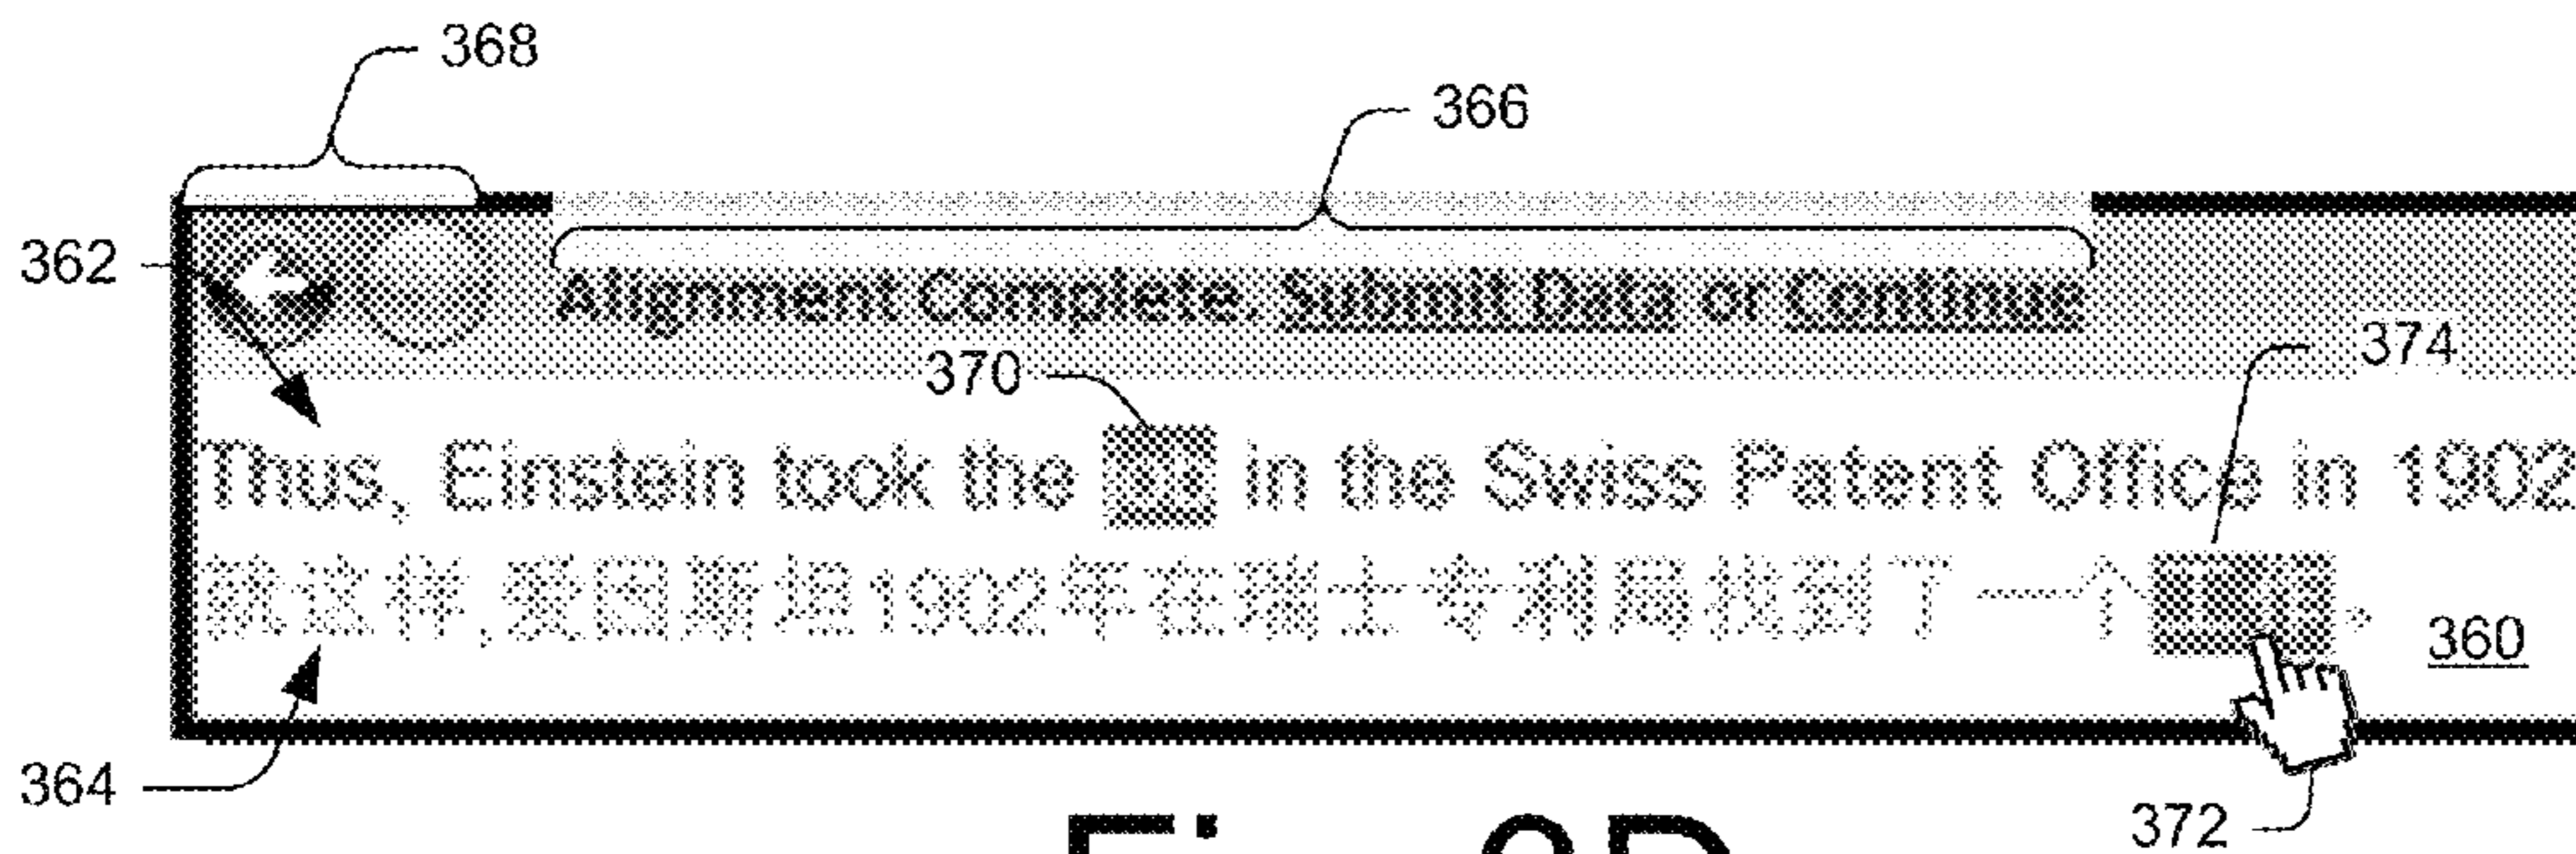 368
366
362
Alignment Complete. Submit Data or Continue
374
370
Thus, Einstein took the in the Swiss Patent Office in 1902
就这样,爱因斯坦1902年在瑞士专利局找到了一个。
360
364
372